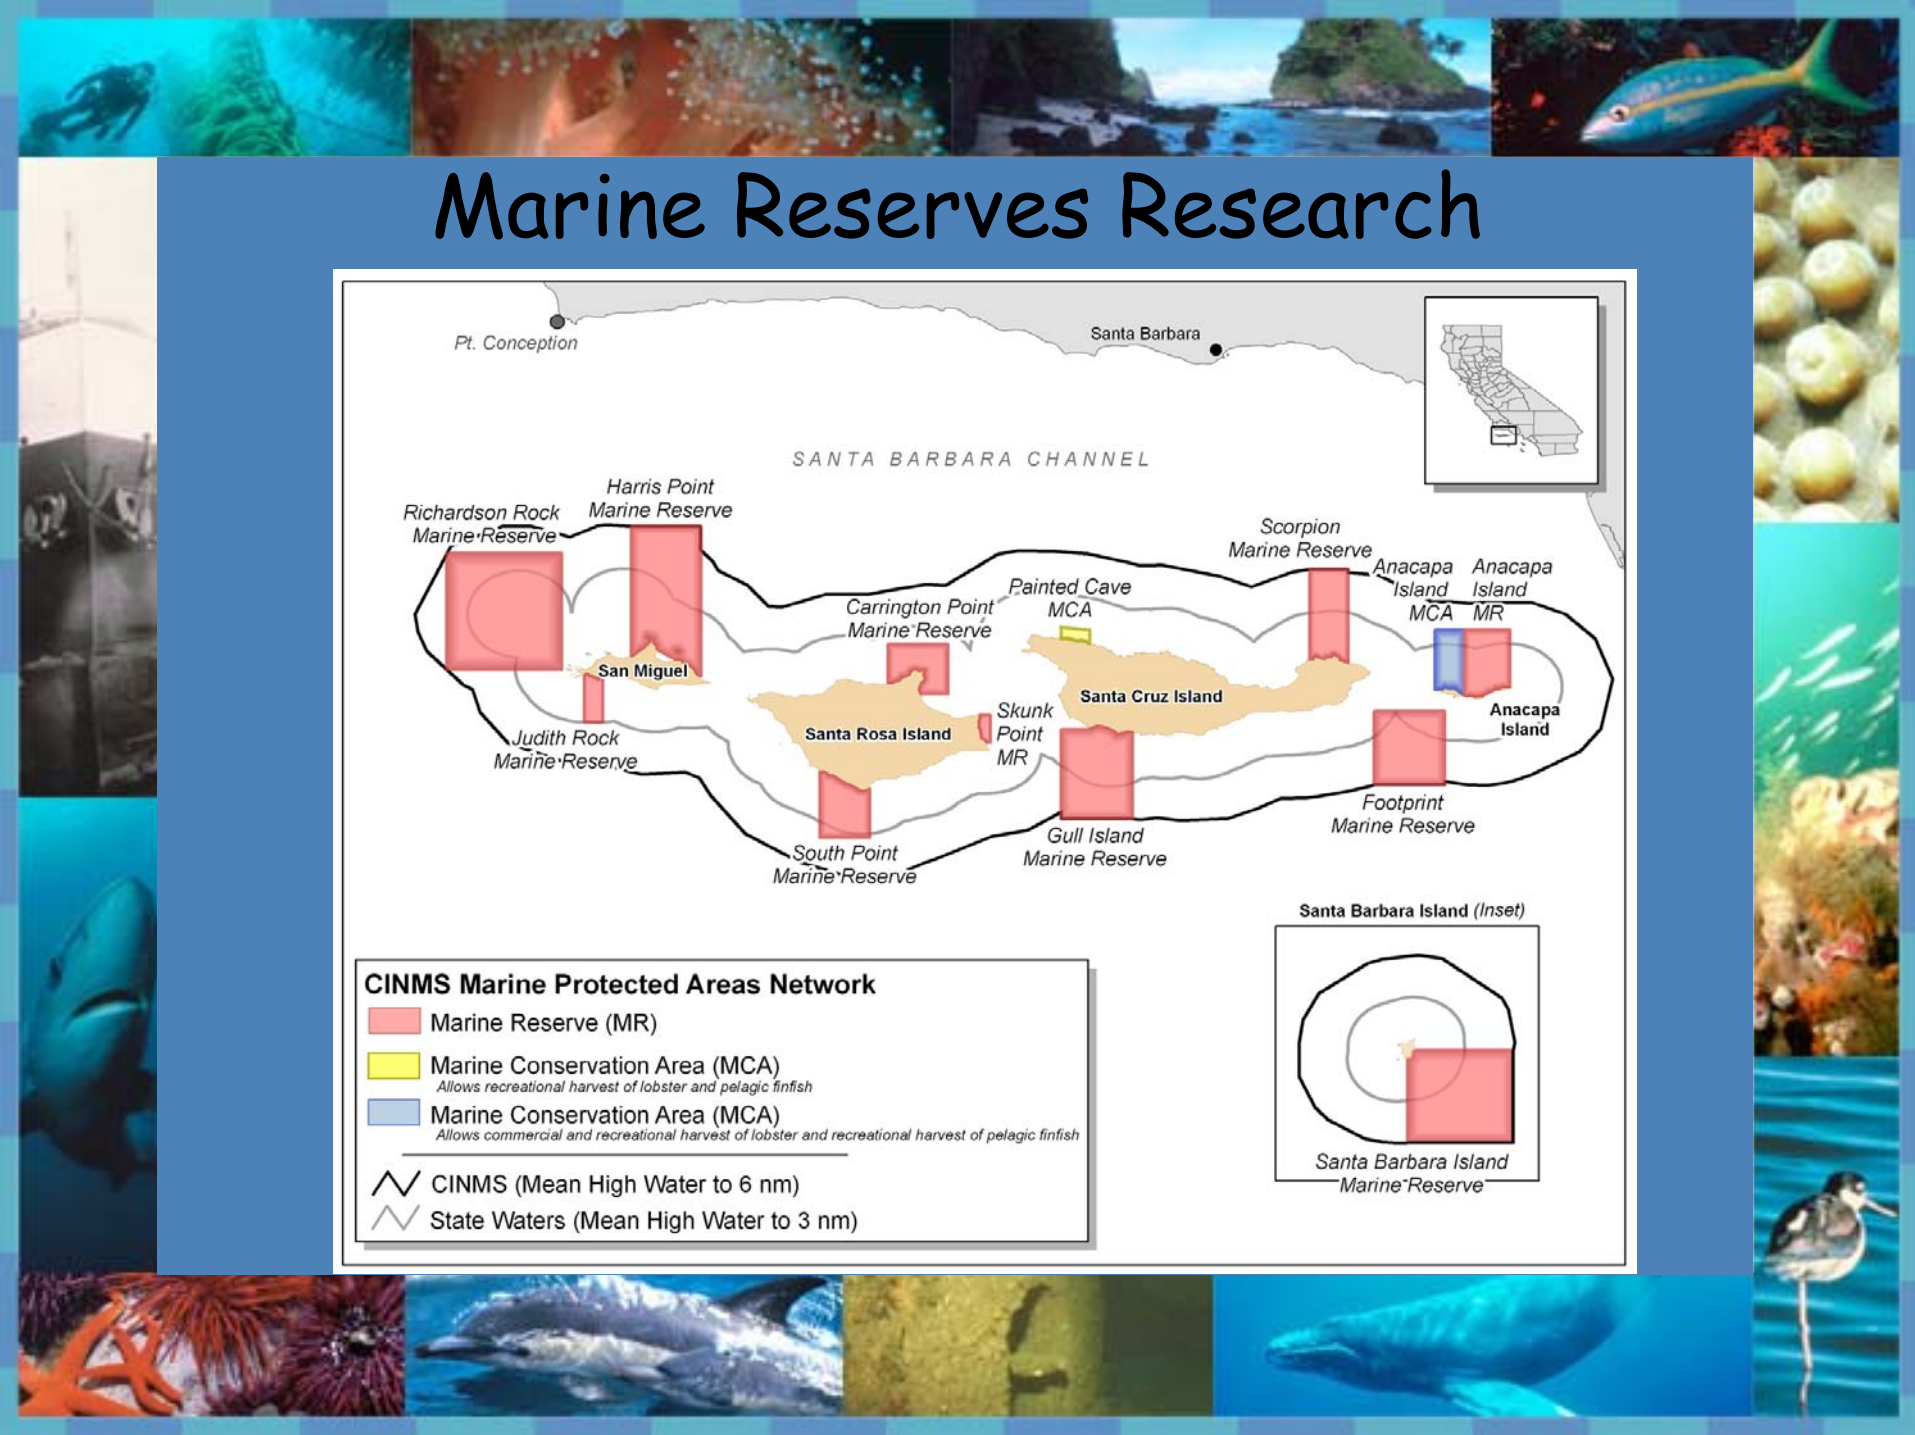 Marine Reserves Research
Pt. Conception
Santa Barbara
SANTA BARBARA CHANNEL
Richardson Rock
Marine Reserve
Harris Point
Marine Reserve
Scorpion
Marine Reserve
Anacapa
Island
MCA
Anacapa
Island
MR
Painted Cave
MCA
Carrington Point
Marine Reserve
San Miguel
Santa Cruz Island
Skunk
Point
MR
Santa Rosa Island
Anacapa
Island
Judith Rock
Marine Reserve
Footprint
Marine Reserve
Gull Island
Marine Reserve
South Point
Marine Reserve
Santa Barbara Island (Inset)
Santa Barbara Island
Marine Reserve
CINMS Marine Protected Areas Network
Marine Reserve (MR)
Marine Conservation Area (MCA)
Allows recreational harvest of lobster and pelagic finfish
Marine Conservation Area (MCA)
Allows commercial and recreational harvest of lobster and recreational harvest of pelagic finfish
CINMS (Mean High Water to 6 nm)
State Waters (Mean High Water to 3 nm)